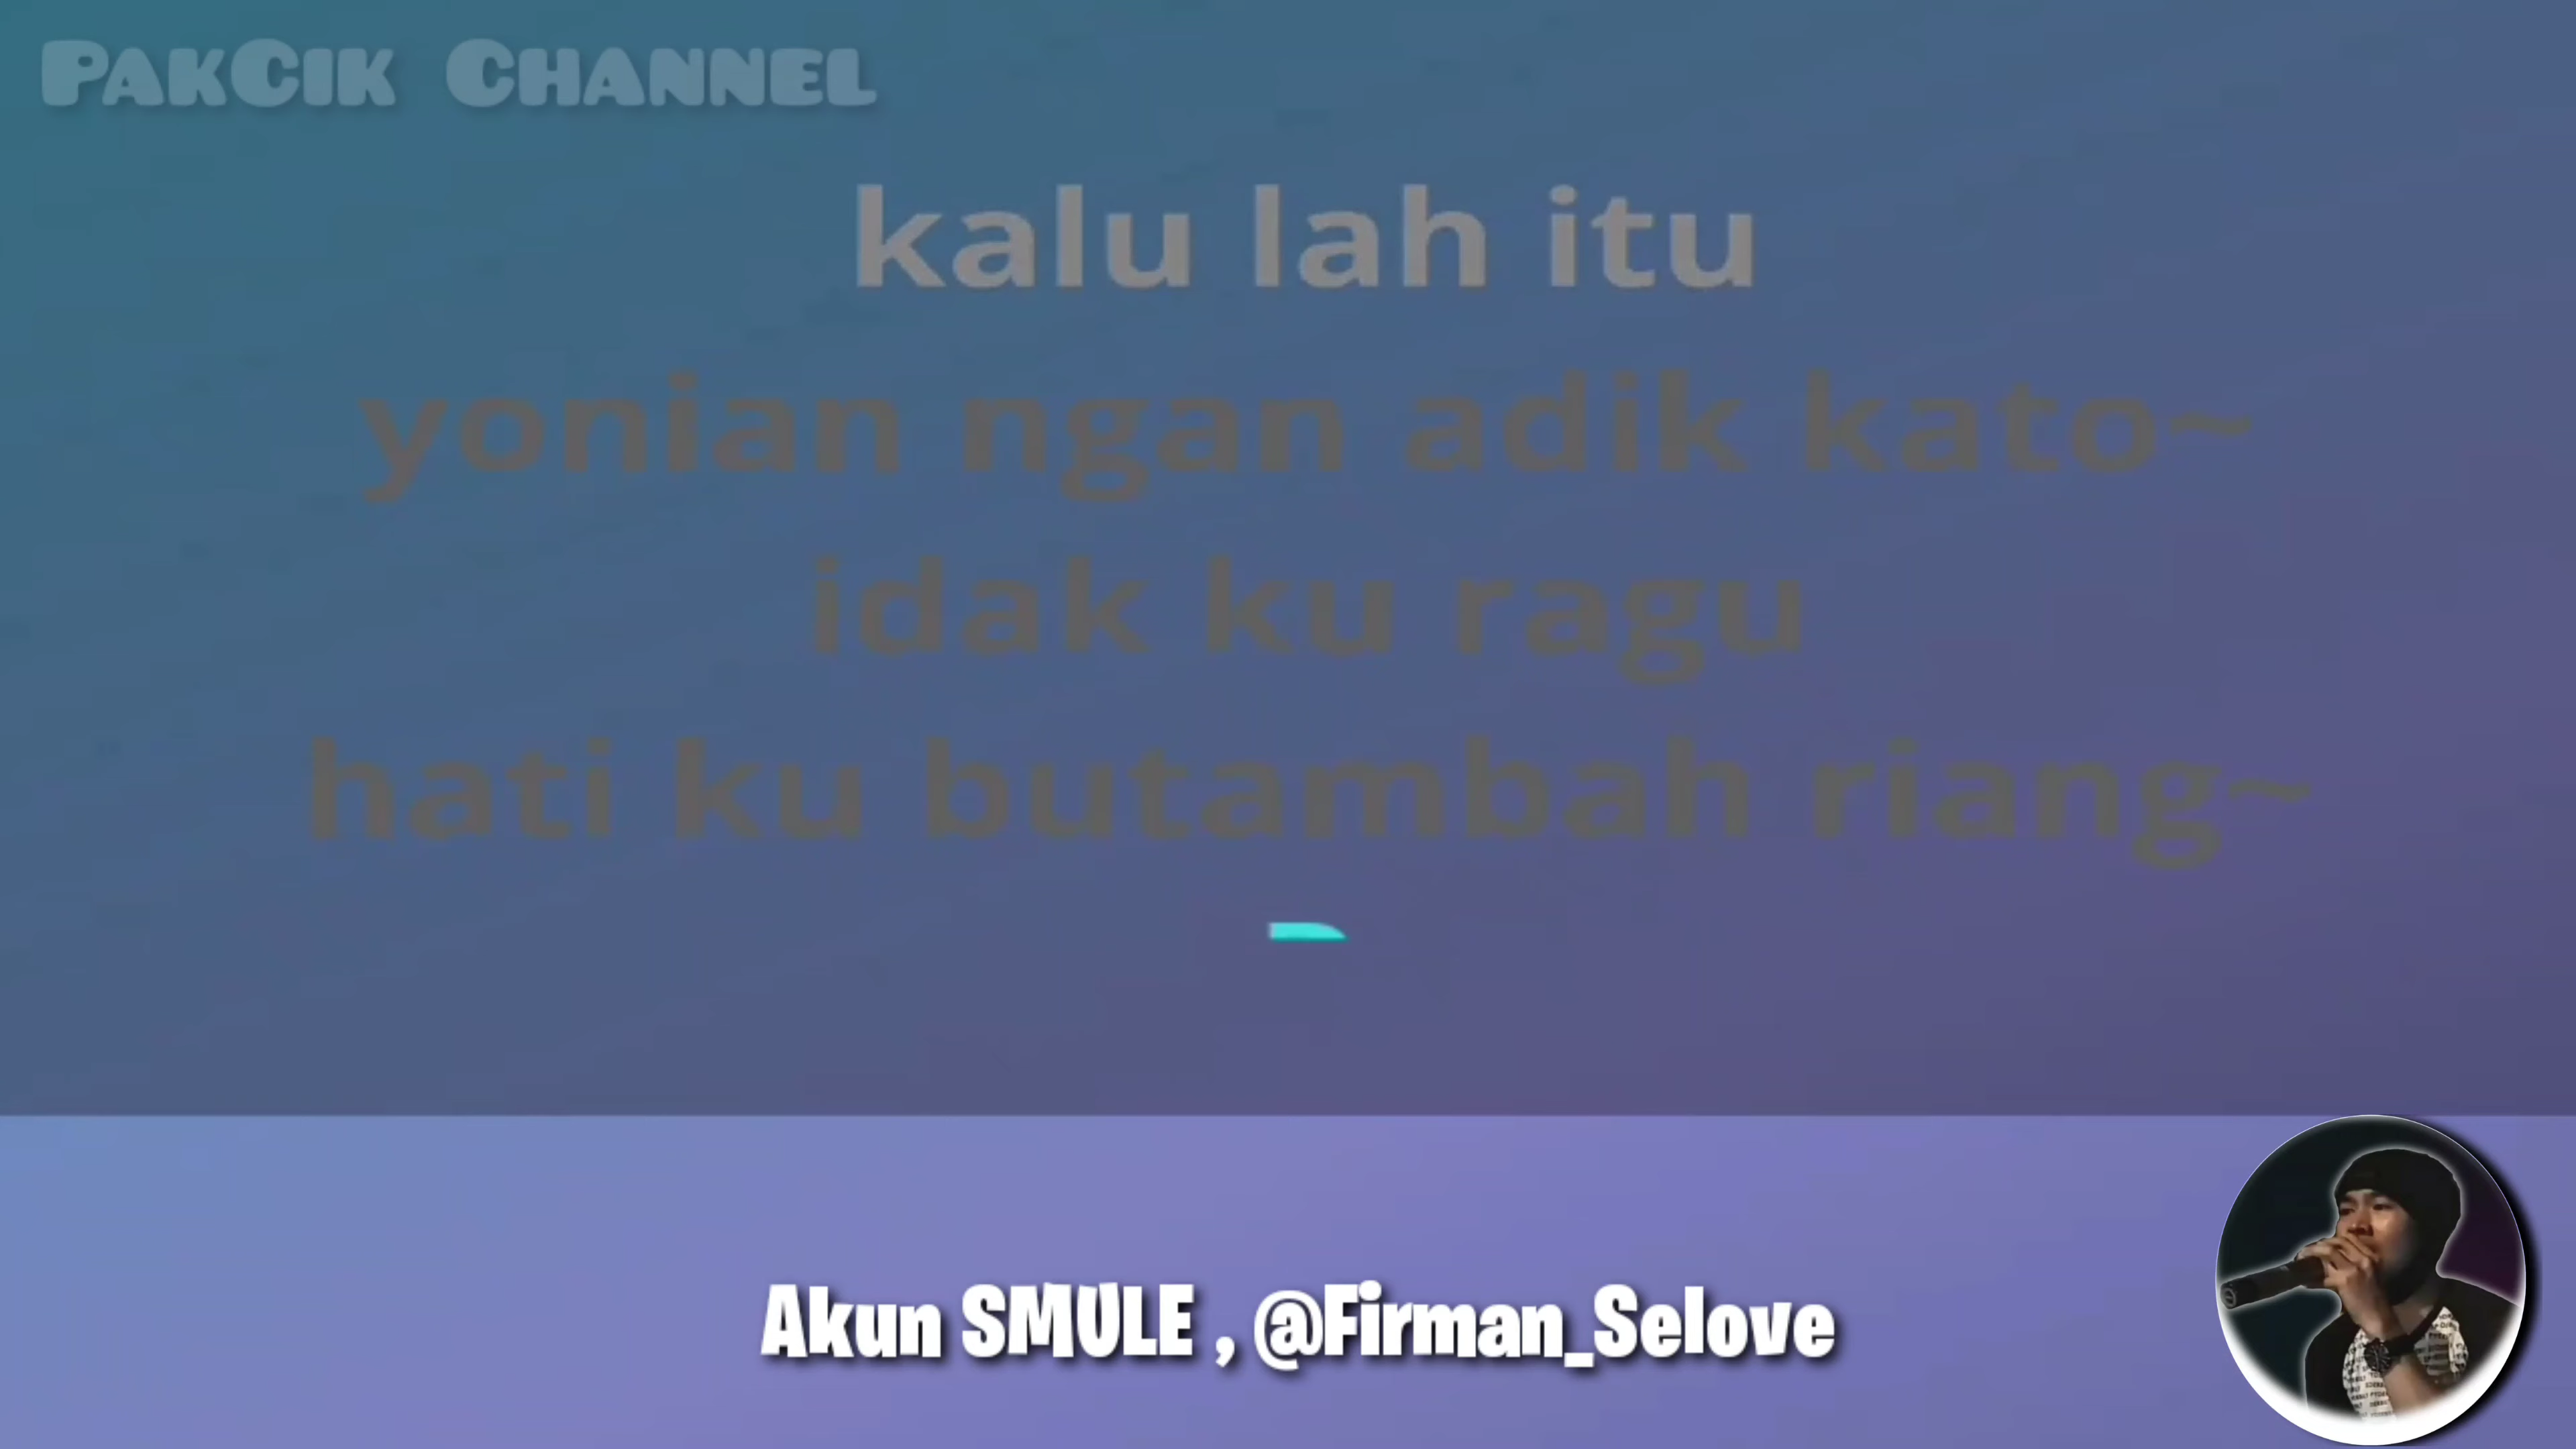 PAKCIK CHANNEL
kalu lah itu
yonian ngan adik kato~
idak ku ragu
hati ku butambah riang~
Akun SMULE , @Firman_Selove